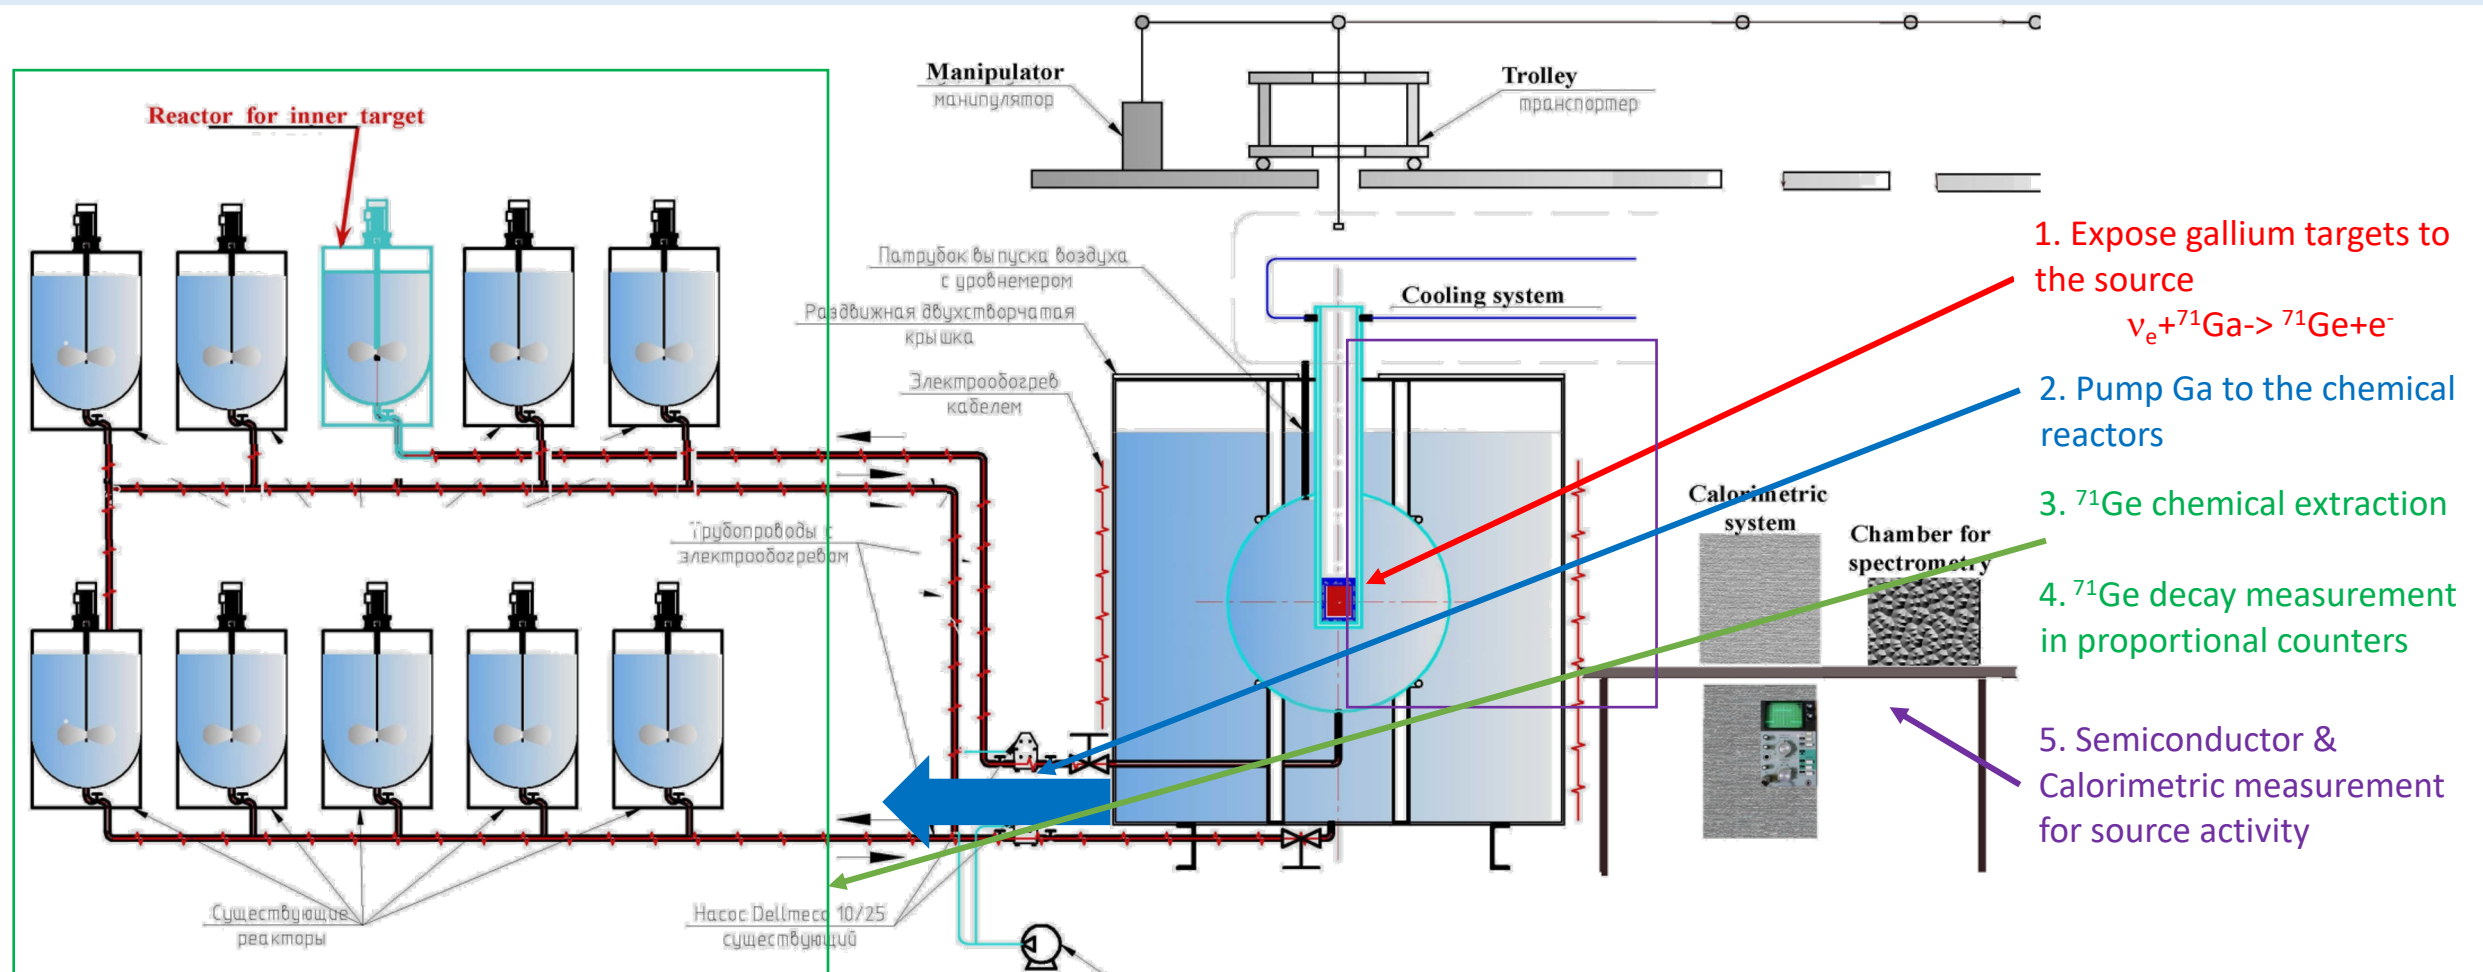 Manipulator
манипулятор
Trolley
транспортер
Reactor for inner target
Патрубок выпуска воздуха
с уровнемером
Раздвижная двухстворчатая
крышка
Электрообогрев
кабелем
Cooling system
Трубопроводы с
электрообогревом
Calorimetric
system
Chamber for
spectrometry
Существующие
реакторы
Насос Dellmeco 10/25
существующий
1. Expose gallium targets to
the source
νₑ+⁷¹Ga-> ⁷¹Ge+e⁻
2. Pump Ga to the chemical
reactors
3. ⁷¹Ge chemical extraction
4. ⁷¹Ge decay measurement
in proportional counters
5. Semiconductor &
Calorimetric measurement
for source activity